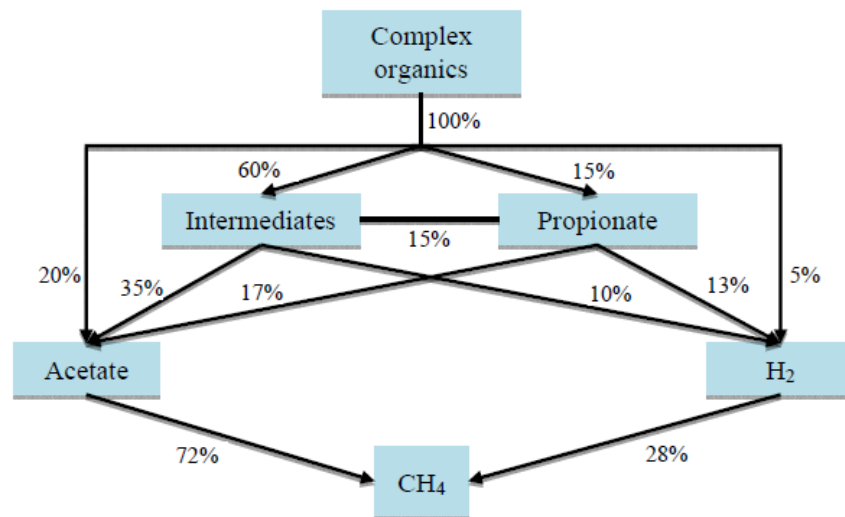 Complex
organics
100%
60%
15%
Intermediates
Propionate
15%
20%
35%
17%
10%
13%
5%
Acetate
H₂
72%
28%
CH₄